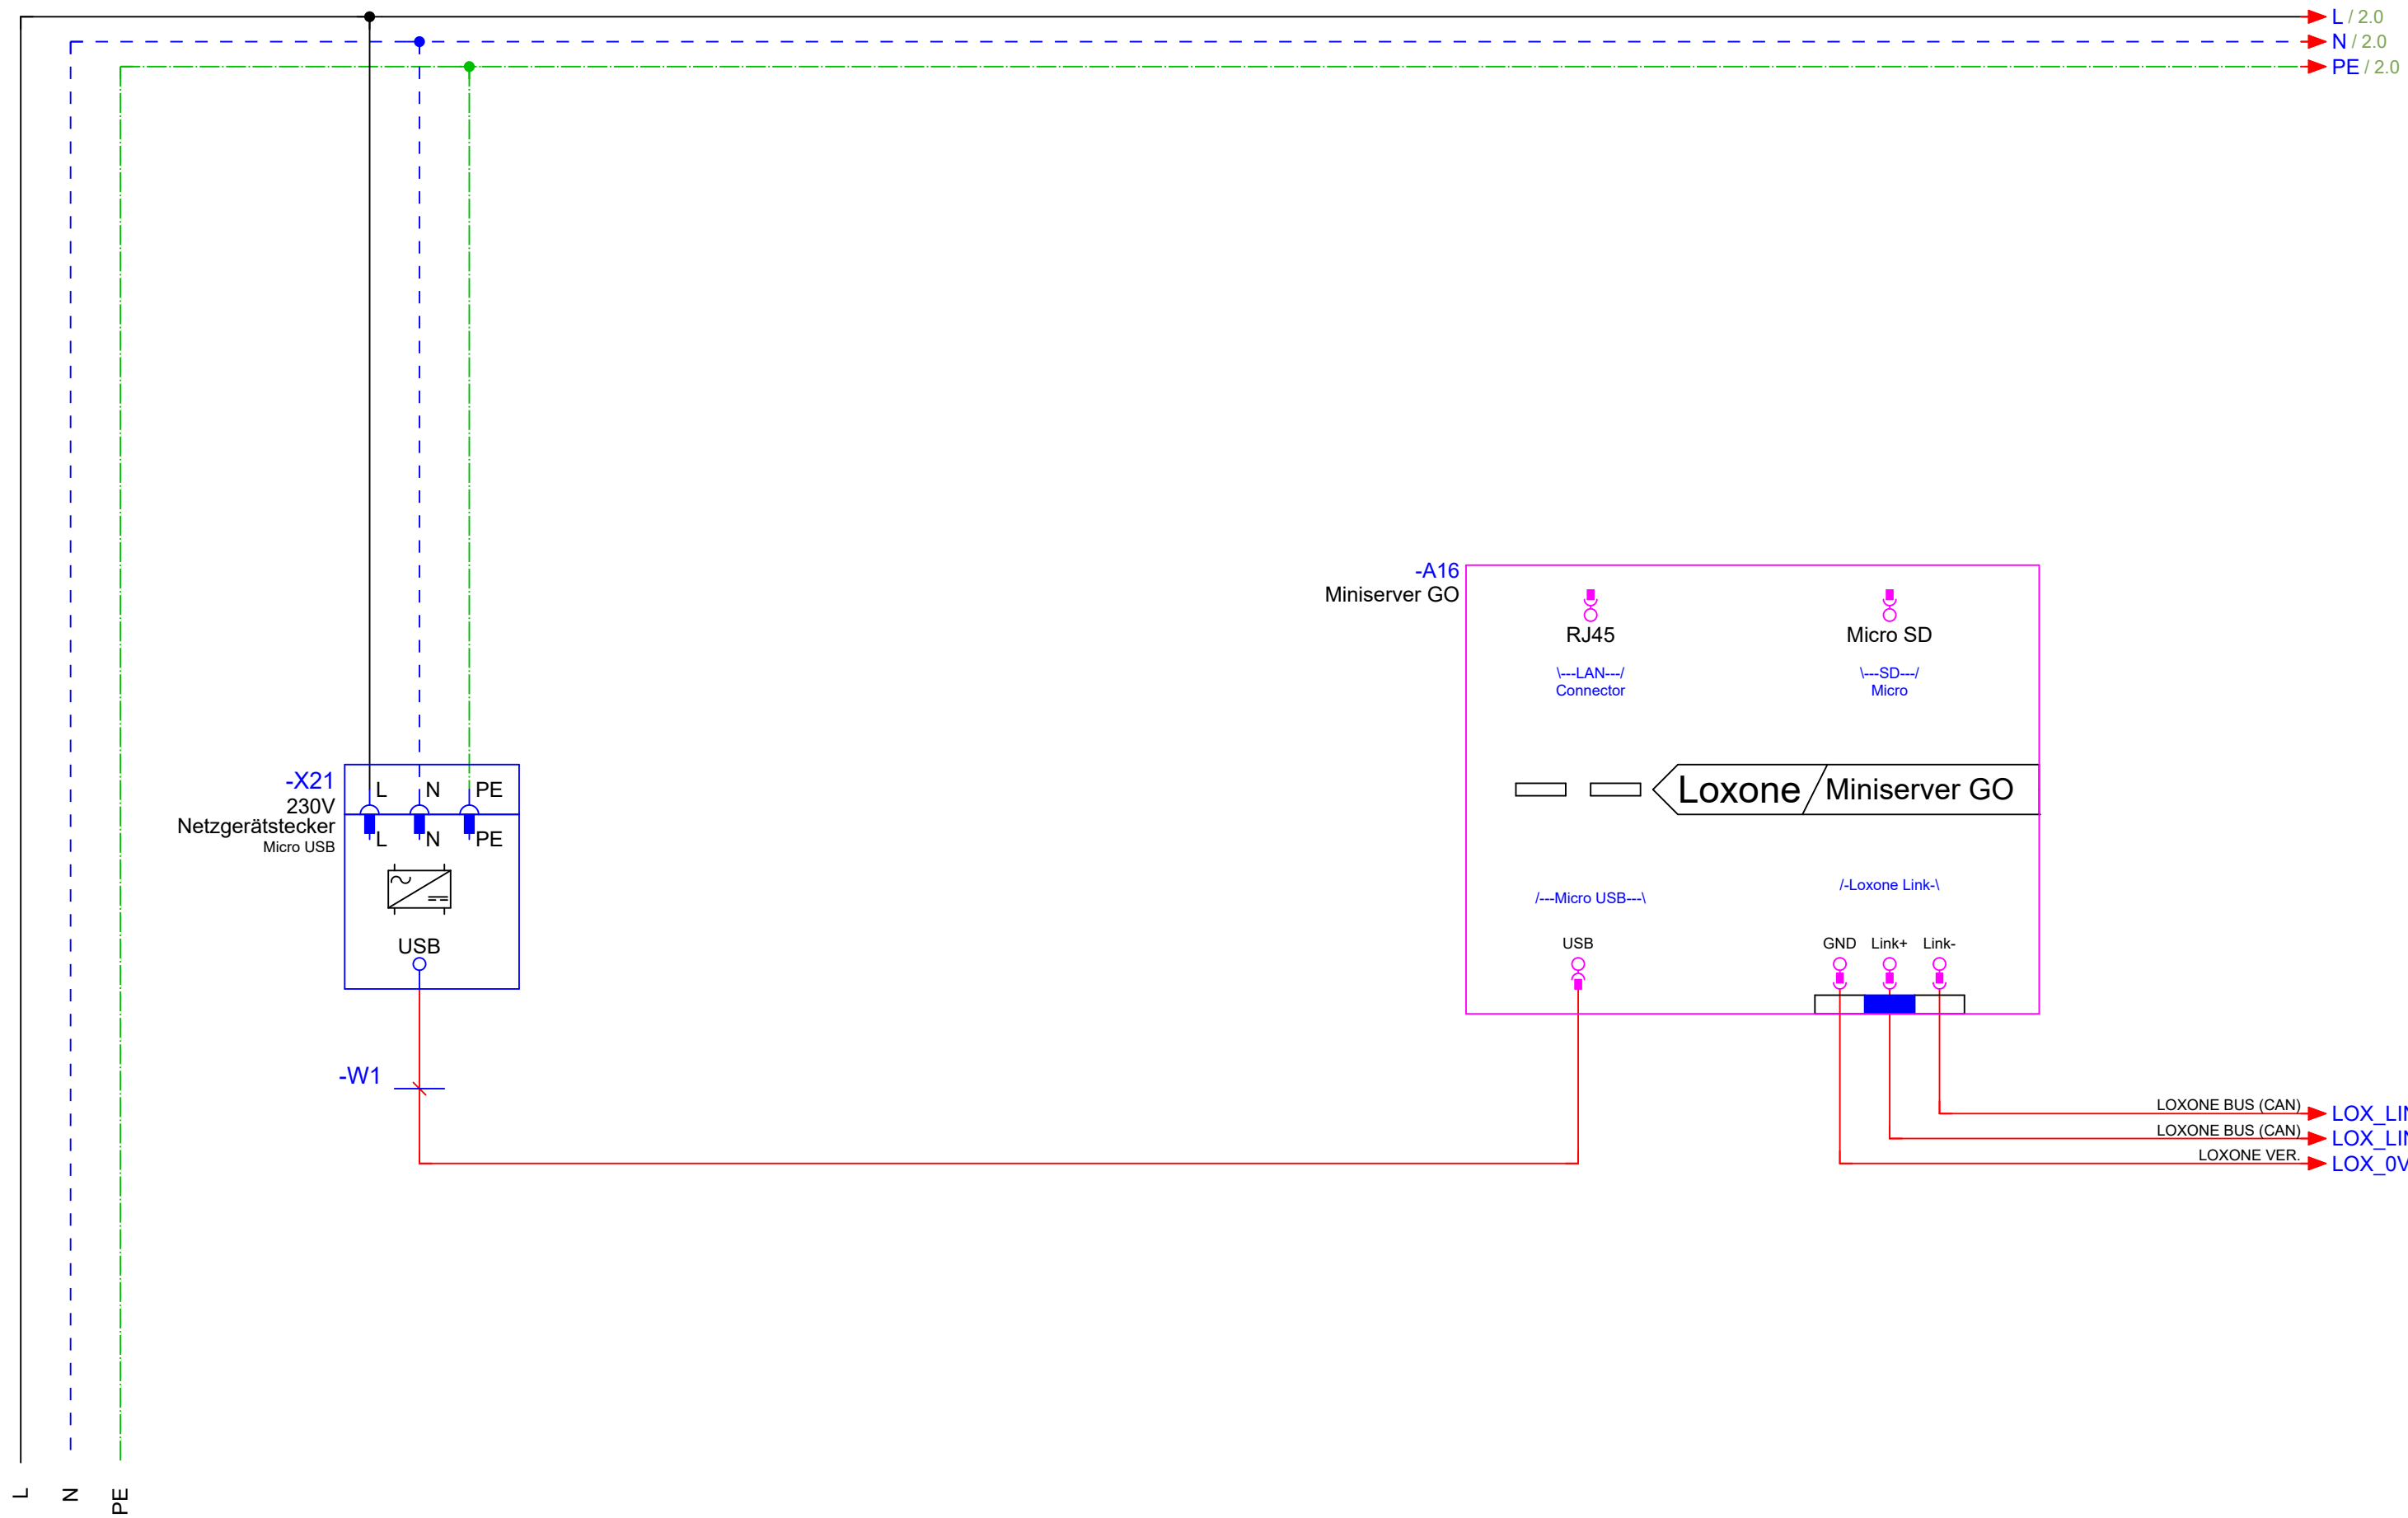 L / 2.0
N / 2.0
PE / 2.0
-A16
Miniserver GO
RJ45
Micro SD
\---LAN---/
Connector
\---SD---/
Micro
-X21
230V
Netzgerätstecker
Micro USB
L
N
PE
L
N
PE
USB
Loxone
Miniserver GO
/---Micro USB---\
/-Loxone Link-\
USB
GND
Link+
Link-
-W1
LOXONE BUS (CAN)
LOXONE BUS (CAN)
LOXONE VER.
LOX_0V
L
N
PE